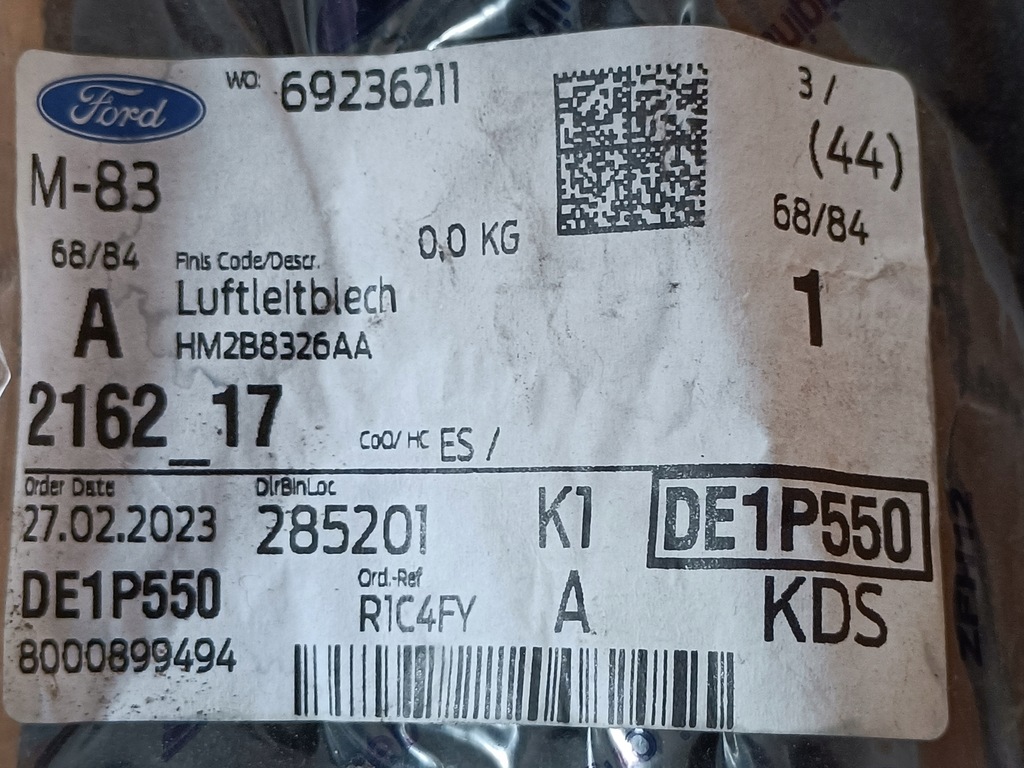 Ford
WO: 69236211
3 /
(44)
M-83
68/84
0,0 KG
68/84
Finis Code/Descr.
A
Luftleitblech
1
HM2B8326AA
2162_17
CoO/ HC ES /
Order Date
DlrBinLoc
27.02.2023
285201
K1
DE1P550
DE1P550
Ord.-Ref
R1C4FY
A
KDS
8000899494